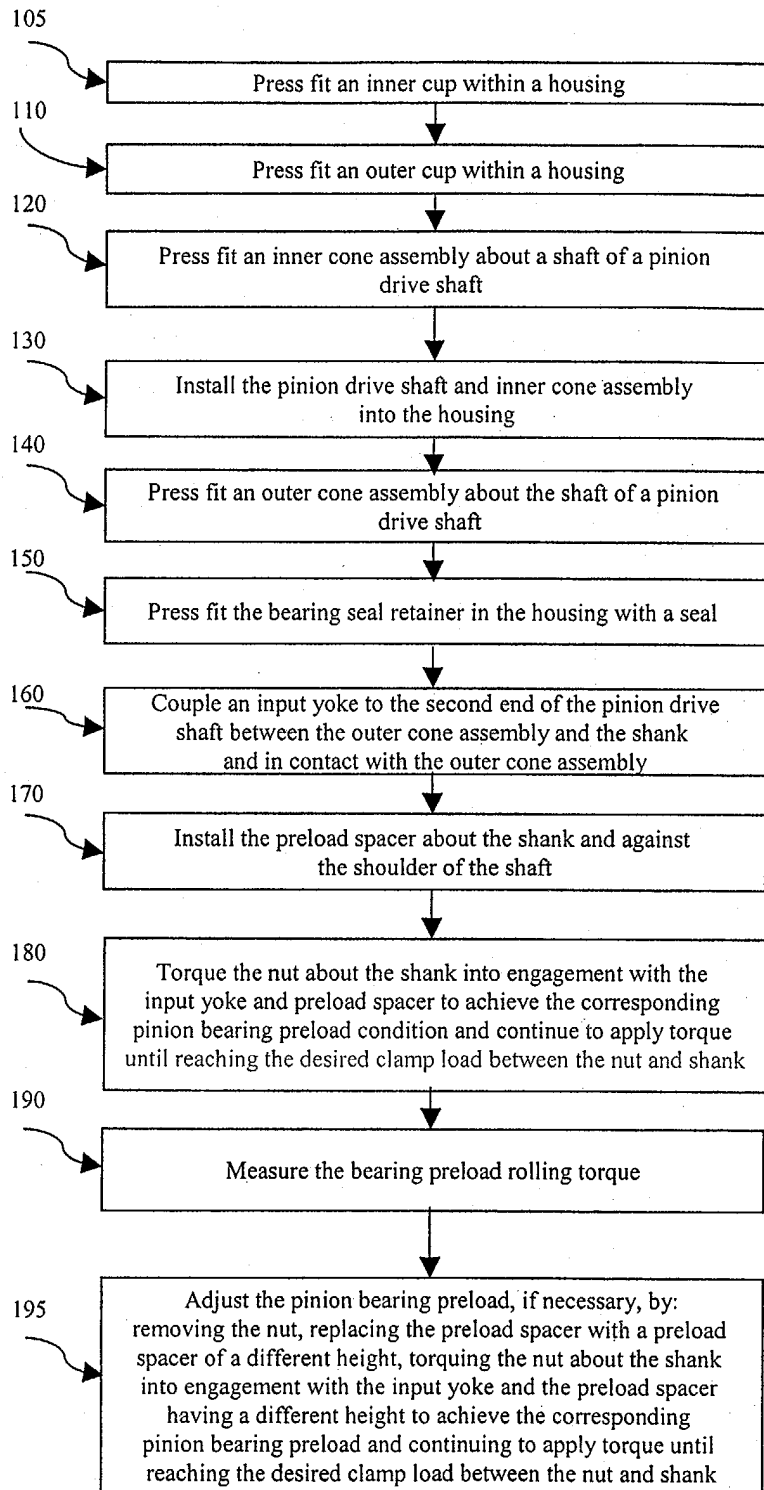 105
Press fit an inner cup within a housing
110
Press fit an outer cup within a housing
120
Press fit an inner cone assembly about a shaft of a pinion
drive shaft
130
Install the pinion drive shaft and inner cone assembly
into the housing
140
Press fit an outer cone assembly about the shaft of a pinion
drive shaft
150
Press fit the bearing seal retainer in the housing with a seal
160
Couple an input yoke to the second end of the pinion drive
shaft between the outer cone assembly and the shank
and in contact with the outer cone assembly
170
Install the preload spacer about the shank and against
the shoulder of the shaft
180
Torque the nut about the shank into engagement with the
input yoke and preload spacer to achieve the corresponding
pinion bearing preload condition and continue to apply torque
until reaching the desired clamp load between the nut and shank
190
Measure the bearing preload rolling torque
195
Adjust the pinion bearing preload, if necessary, by:
removing the nut, replacing the preload spacer with a preload
spacer of a different height, torquing the nut about the shank
into engagement with the input yoke and the preload spacer
having a different height to achieve the corresponding
pinion bearing preload and continuing to apply torque until
reaching the desired clamp load between the nut and shank